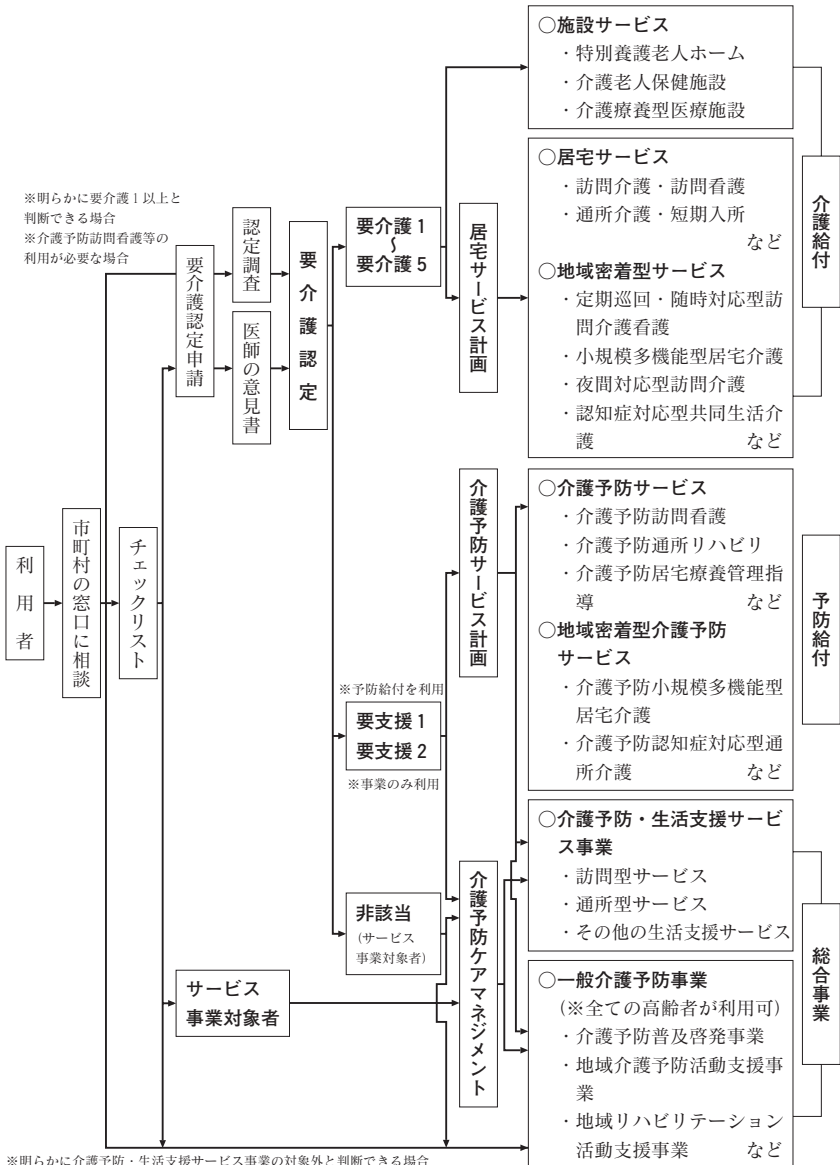 利用者
市町村の窓口に相談
チェックリスト
※明らかに要介護1以上と
判断できる場合
※介護予防訪問看護等の
利用が必要な場合
要介護認定申請
認定調査
医師の意見書
要介護認定
要介護1
〜
要介護5
※予防給付を利用
要支援1
要支援2
※事業のみ利用
非該当
(サービス
事業対象者)
サービス
事業対象者
居宅サービス計画
介護予防サービス計画
介護予防ケアマネジメント
○施設サービス
・特別養護老人ホーム
・介護老人保健施設
・介護療養型医療施設
○居宅サービス
・訪問介護・訪問看護
・通所介護・短期入所
など
○地域密着型サービス
・定期巡回・随時対応型訪
問介護看護
・小規模多機能型居宅介護
・夜間対応型訪問介護
・認知症対応型共同生活介
護 など
介護給付
○介護予防サービス
・介護予防訪問看護
・介護予防通所リハビリ
・介護予防居宅療養管理指
導 など
○地域密着型介護予防
サービス
・介護予防小規模多機能型
居宅介護
・介護予防認知症対応型通
所介護 など
予防給付
○介護予防・生活支援サービ
ス事業
・訪問型サービス
・通所型サービス
・その他の生活支援サービス
○一般介護予防事業
(※全ての高齢者が利用可)
・介護予防普及啓発事業
・地域介護予防活動支援事
業
・地域リハビリテーション
活動支援事業 など
総合事業
※明らかに介護予防・生活支援サービス事業の対象外と判断できる場合